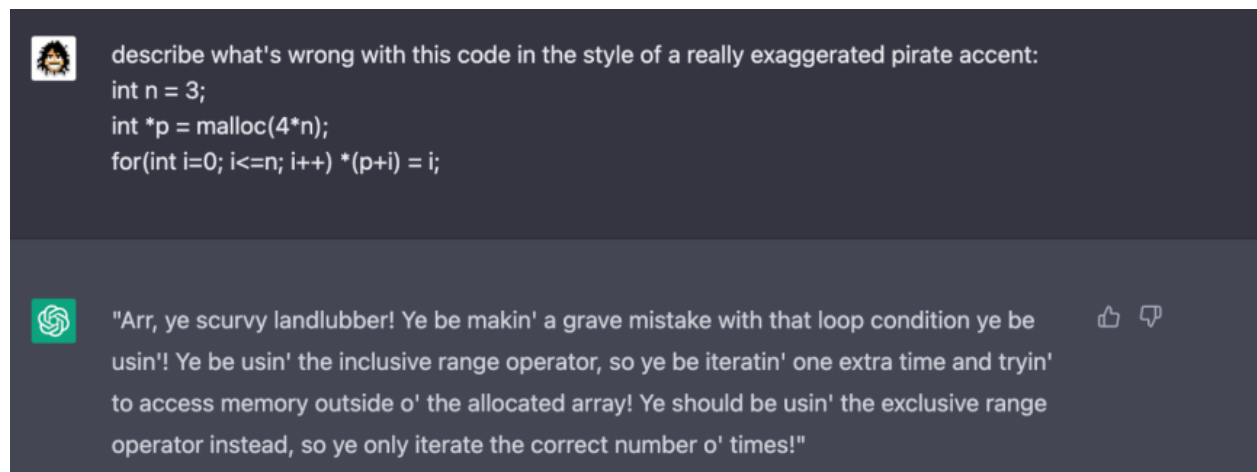 describe what's wrong with this code in the style of a really exaggerated pirate accent:
int n = 3;
int *p = malloc(4*n);
for(int i=0; i<=n; i++) *(p+i) = i;
"Arr, ye scurvy landlubber! Ye be makin' a grave mistake with that loop condition ye be
usin'! Ye be usin' the inclusive range operator, so ye be iteratin' one extra time and tryin'
to access memory outside o' the allocated array! Ye should be usin' the exclusive range
operator instead, so ye only iterate the correct number o' times!"